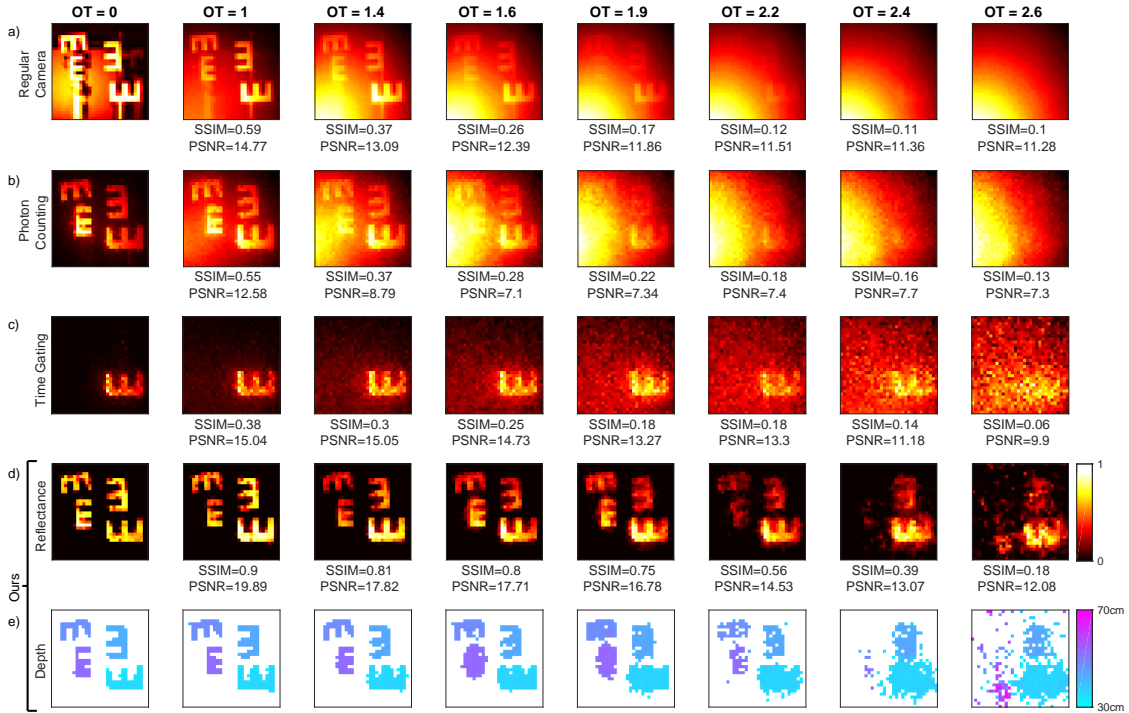 OT = 0 OT = 1 OT = 1.4 OT = 1.6 OT = 1.9 OT = 2.2 OT = 2.4 OT = 2.6
a)
Regular
Camera
SSIM=0.59 SSIM=0.37 SSIM=0.26 SSIM=0.17 SSIM=0.12 SSIM=0.11 SSIM=0.1
PSNR=14.77 PSNR=13.09 PSNR=12.39 PSNR=11.86 PSNR=11.51 PSNR=11.36 PSNR=11.28
b)
Photon
Counting
SSIM=0.55 SSIM=0.37 SSIM=0.28 SSIM=0.22 SSIM=0.18 SSIM=0.16 SSIM=0.13
PSNR=12.58 PSNR=8.79 PSNR=7.1 PSNR=7.34 PSNR=7.4 PSNR=7.7 PSNR=7.3
c)
Time Gating
SSIM=0.38 SSIM=0.3 SSIM=0.25 SSIM=0.18 SSIM=0.18 SSIM=0.14 SSIM=0.06
PSNR=15.04 PSNR=15.05 PSNR=14.73 PSNR=13.27 PSNR=13.3 PSNR=11.18 PSNR=9.9
Ours
d)
Reflectance
1
0
SSIM=0.9 SSIM=0.81 SSIM=0.8 SSIM=0.75 SSIM=0.56 SSIM=0.39 SSIM=0.18
PSNR=19.89 PSNR=17.82 PSNR=17.71 PSNR=16.78 PSNR=14.53 PSNR=13.07 PSNR=12.08
e)
Depth
70cm
30cm